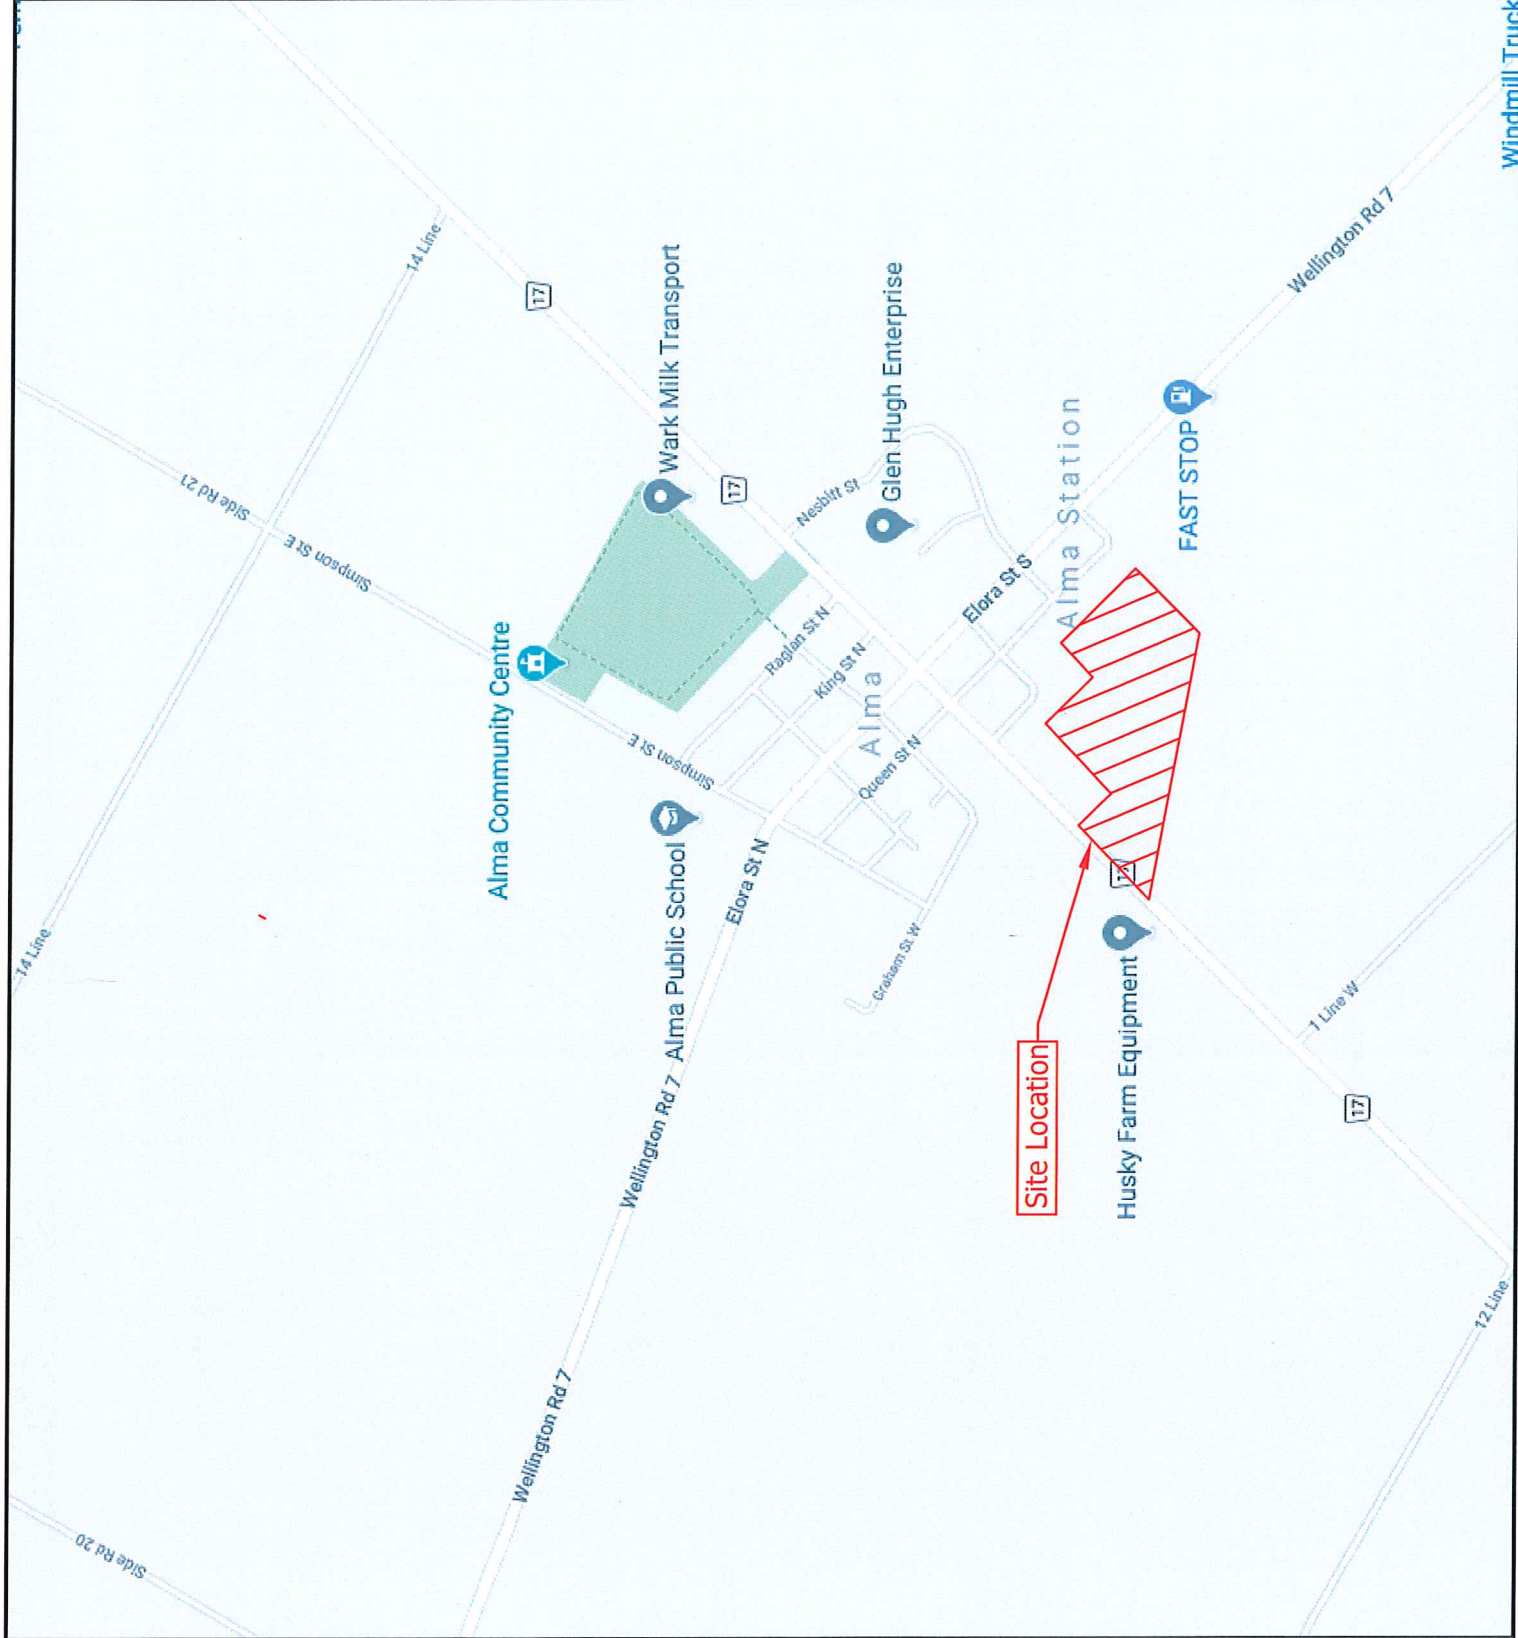 14 Line
Side Rd 20
Wellington Rd 7
Wellington Rd 7
Elora St N
Alma Public School
Alma Community Centre
Simpson St E
Simpson St E
Side Rd 21
14 Line
17
Wark Milk Transport
17
Nesbitt St
Glen Hugh Enterprise
Raglan St N
King St N
Alma
Queen St N
Graham St W
Elora St S
Alma Station
FAST STOP
Wellington Rd 7
Windmill Truck
Site Location
Husky Farm Equipment
17
1 Line W
17
12 Line